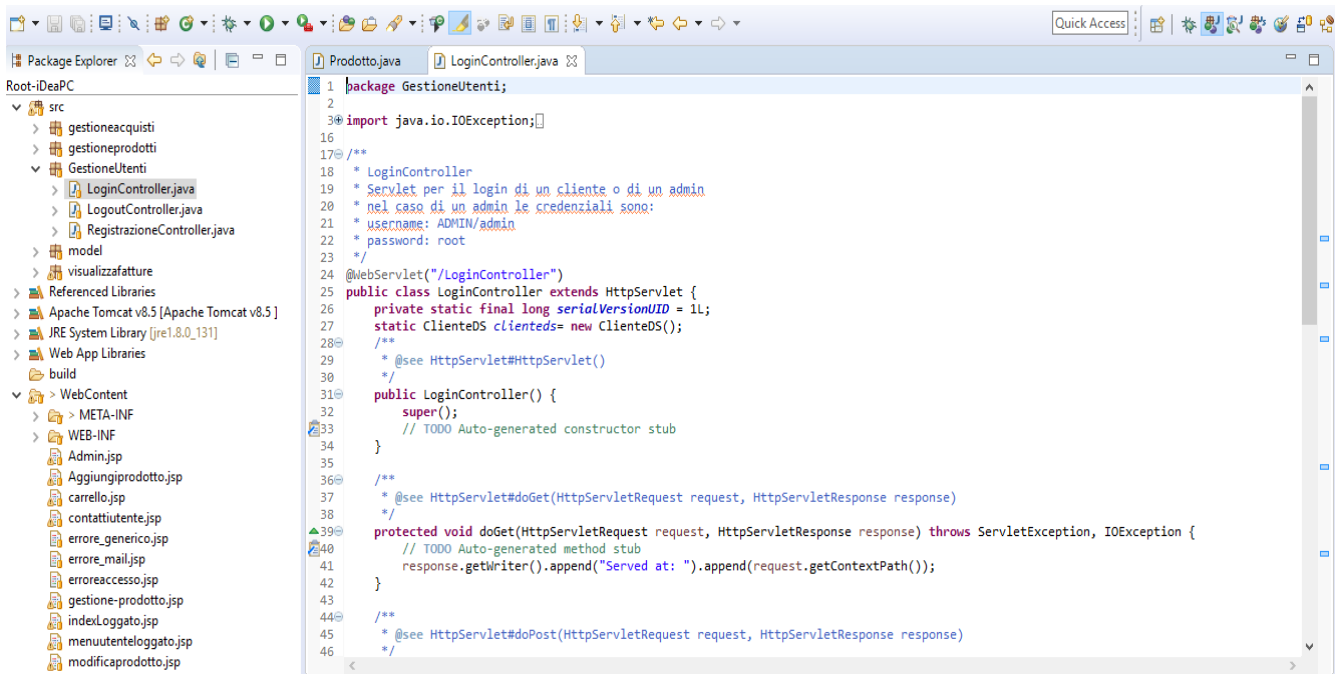 Quick Access
Package Explorer
Root-iDeaPC
src
gestioneacquisti
gestioneprodotti
GestioneUtenti
LoginController.java
LogoutController.java
RegistrazioneController.java
model
visualizzafatture
Referenced Libraries
Apache Tomcat v8.5 [Apache Tomcat v8.5 ]
JRE System Library [jre1.8.0_131]
Web App Libraries
build
> WebContent
> META-INF
WEB-INF
Admin.jsp
Aggiungiprodotto.jsp
carrello.jsp
contattiutente.jsp
errore_generico.jsp
errore_mail.jsp
erroreaccesso.jsp
gestione-prodotto.jsp
indexLoggato.jsp
menuutenteloggato.jsp
modificaprodotto.jsp
Prodotto.java
LoginController.java
1 package GestioneUtenti;
2
3 import java.io.IOException;
16
17 /**
18 * LoginController
19 * Servlet per il login di un cliente o di un admin
20 * nel caso di un admin le credenziali sono:
21 * username: ADMIN/admin
22 * password: root
23 */
24 @WebServlet("/LoginController")
25 public class LoginController extends HttpServlet {
26 private static final long serialVersionUID = 1L;
27 static ClienteDS clienteds= new ClienteDS();
28 /**
29 * @see HttpServlet#HttpServlet()
30 */
31 public LoginController() {
32 super();
33 // TODO Auto-generated constructor stub
34 }
35
36 /**
37 * @see HttpServlet#doGet(HttpServletRequest request, HttpServletResponse response)
38 */
39 protected void doGet(HttpServletRequest request, HttpServletResponse response) throws ServletException, IOException {
40 // TODO Auto-generated method stub
41 response.getWriter().append("Served at: ").append(request.getContextPath());
42 }
43
44 /**
45 * @see HttpServlet#doPost(HttpServletRequest request, HttpServletResponse response)
46 */